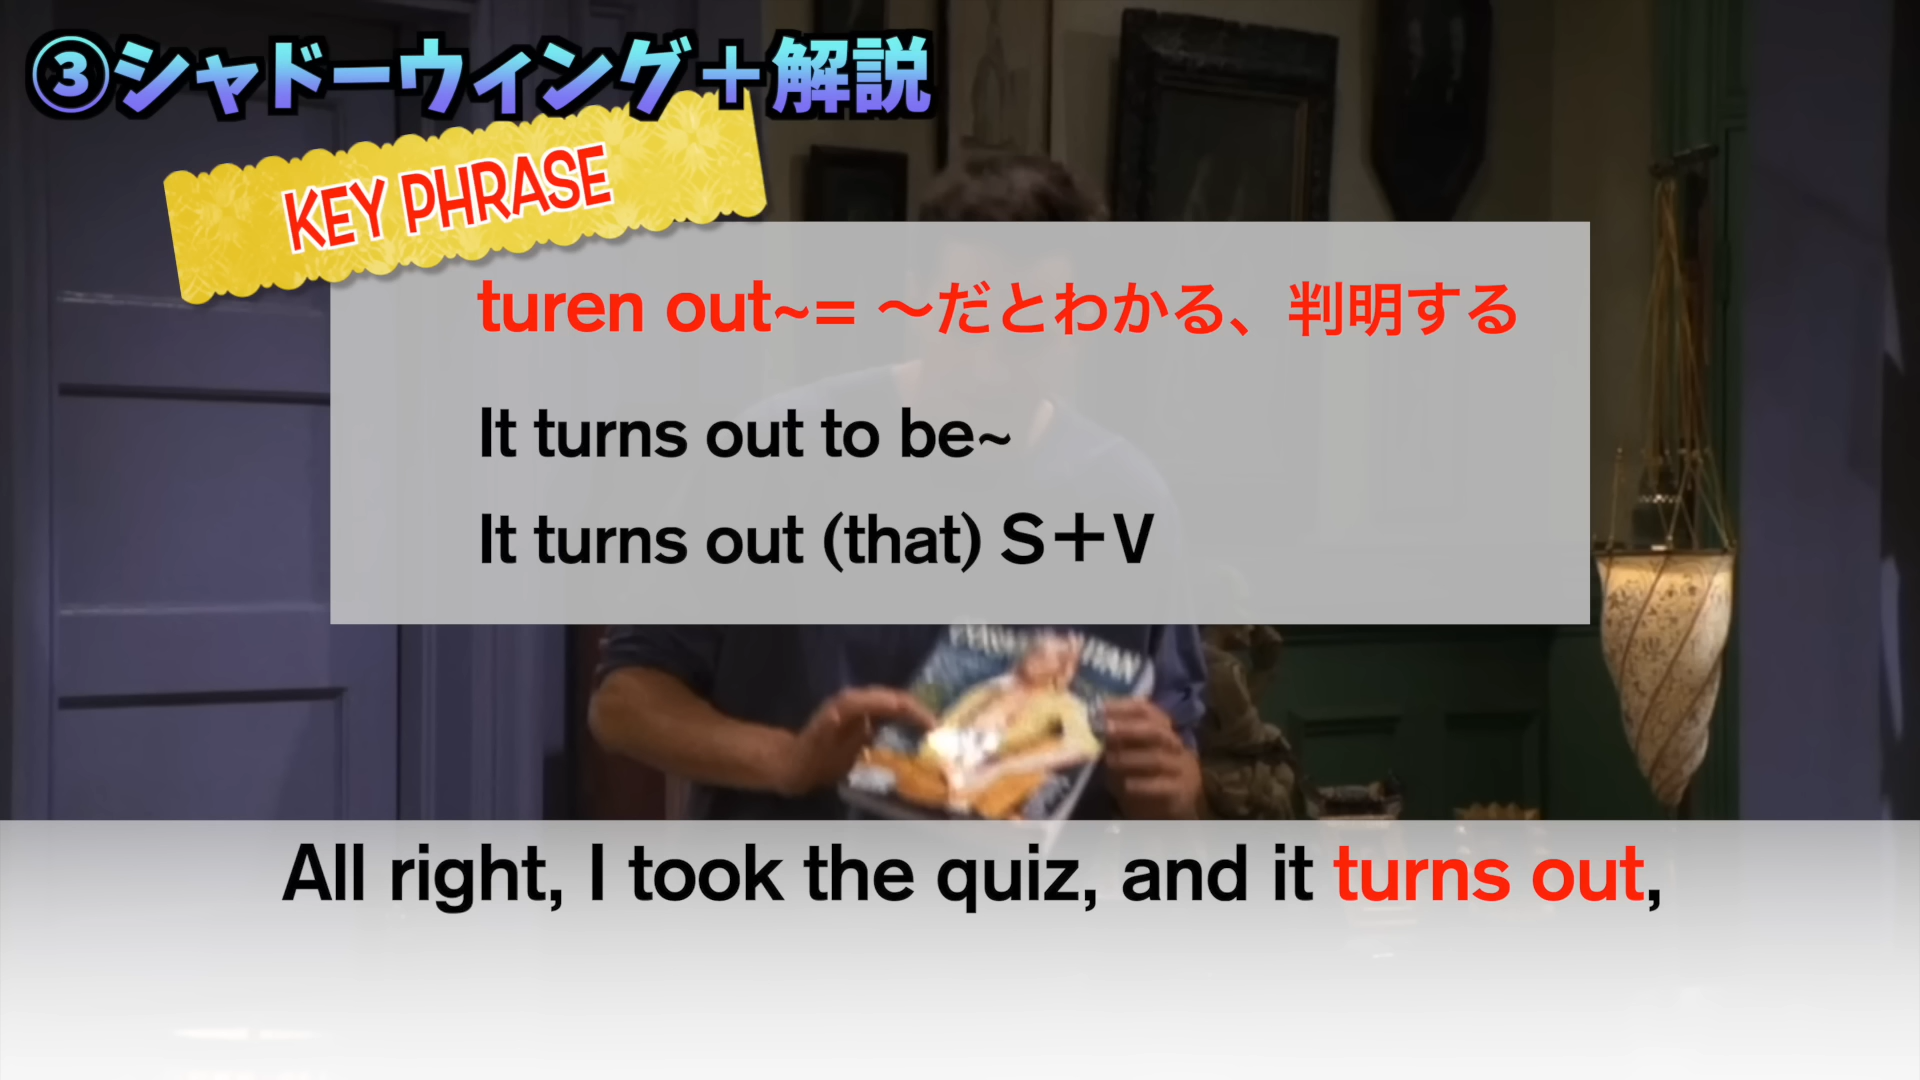 ③シャドーウィング＋解説
KEY PHRASE
turen out~= ～だとわかる、判明する
It turns out to be~
It turns out (that) S＋V
All right, I took the quiz, and it turns out,